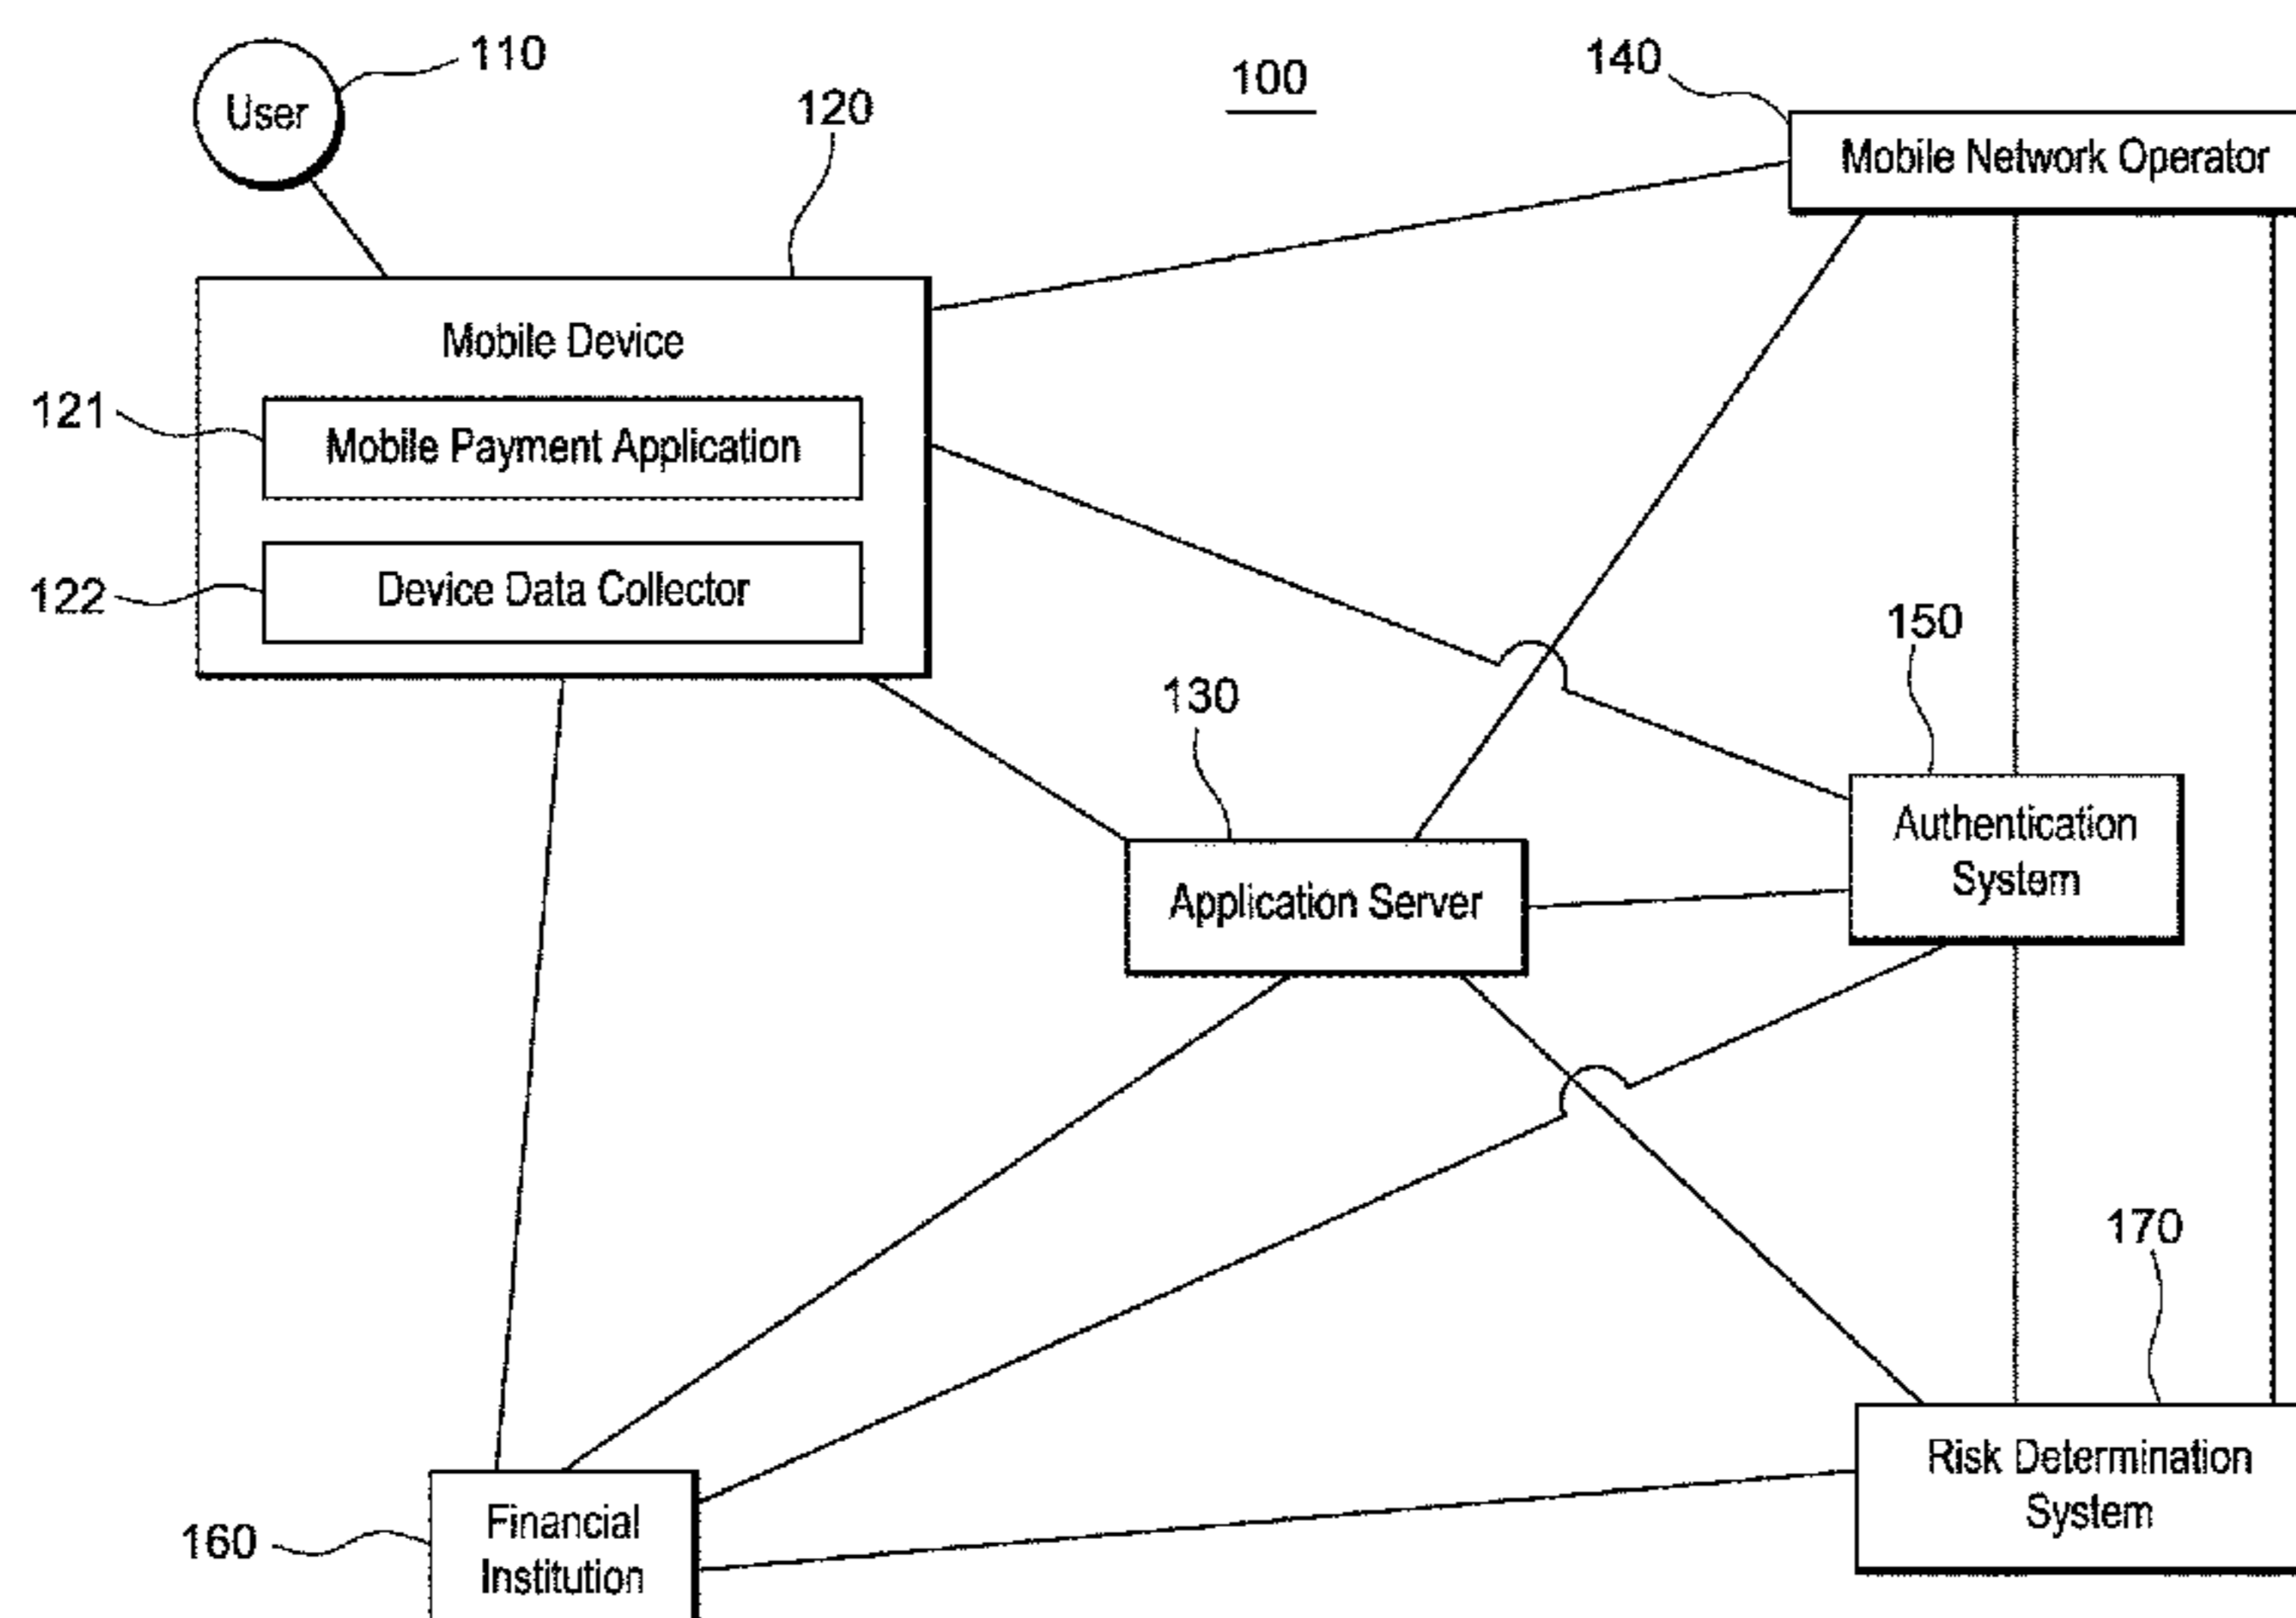 110
User
100
140
120
Mobile Network Operator
Mobile Device
121
Mobile Payment Application
122
Device Data Collector
150
130
Authentication
System
Application Server
170
Risk Determination
System
160
Financial
Institution